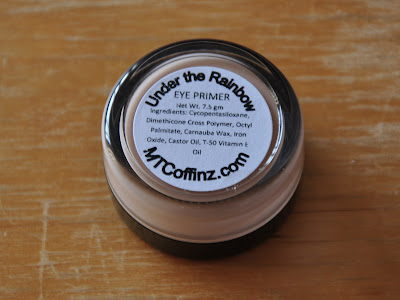 Under the Rainbow
EYE PRIMER
Net Wt. 7.5 gm
Ingredients: Cycopentasiloxane,
Dimethicone Cross Polymer, Octyl
Palmitate, Carnauba Wax, Iron
Oxide, Castor Oil, T-50 Vitamin E
Oil
MTCoffinz.com